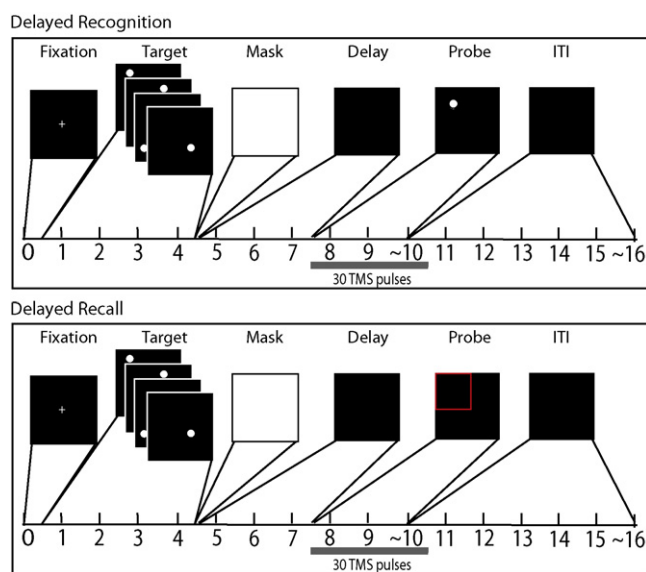 Delayed Recognition
Fixation Target Mask Delay Probe ITI
0 1 2 3 4 5 6 7 8 9 ~10 11 12 13 14 15 ~16
30 TMS pulses
Delayed Recall
Fixation Target Mask Delay Probe ITI
0 1 2 3 4 5 6 7 8 9 ~10 11 12 13 14 15 ~16
30 TMS pulses